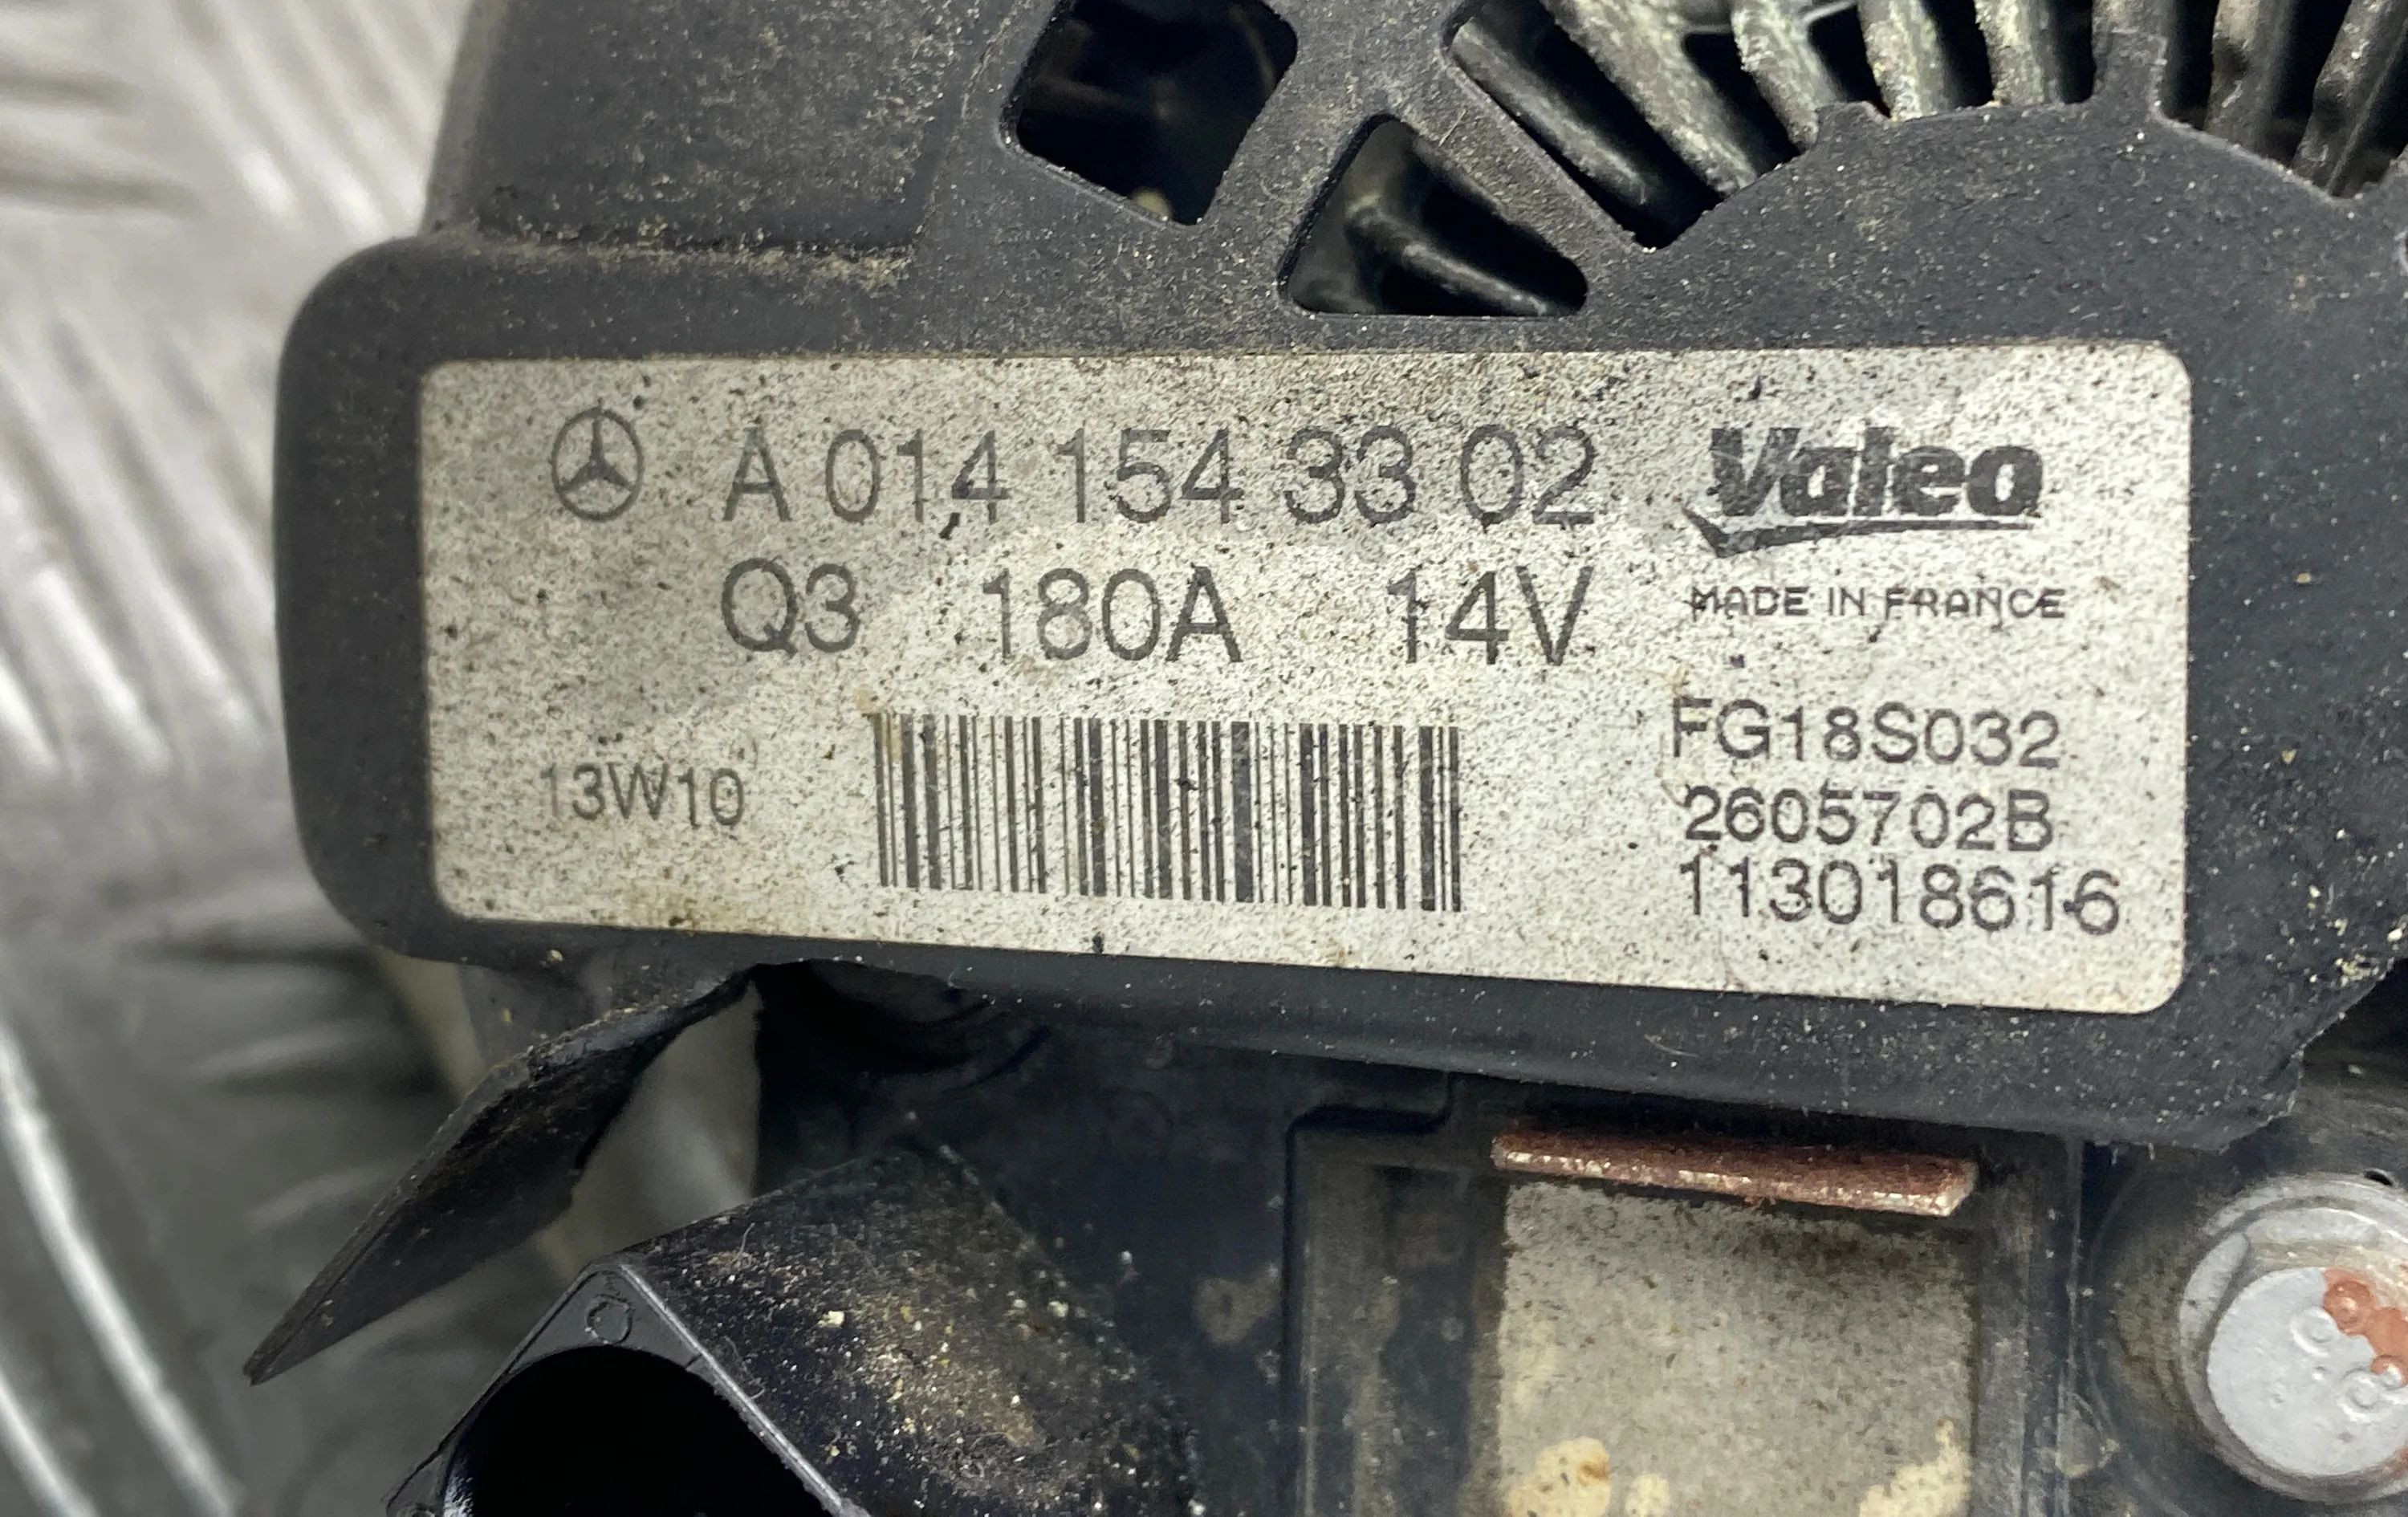 A 014 154 33 02
Valeo
Q3 180A 14V
MADE IN FRANCE
13W10
FG18S032
2605702B
113018616